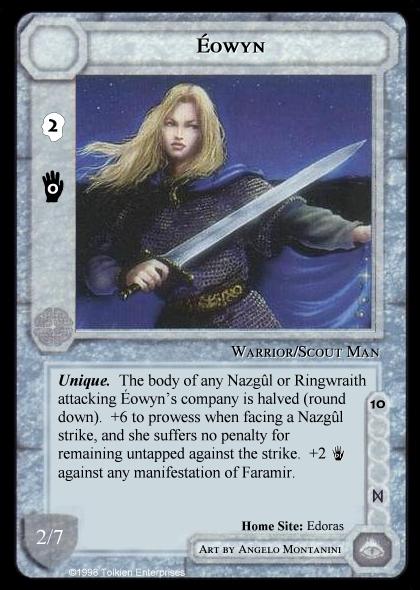 Éowyn
2
0
Warrior/Scout Man
Unique. The body of any Nazgûl or Ringwraith
attacking Éowyn's company is halved (round
down). +6 to prowess when facing a Nazgûl
strike, and she suffers no penalty for
remaining untapped against the strike. +2
against any manifestation of Faramir.
10
Home Site: Edoras
2/7
Art by Angelo Montanini
©1998 Tolkien Enterprises